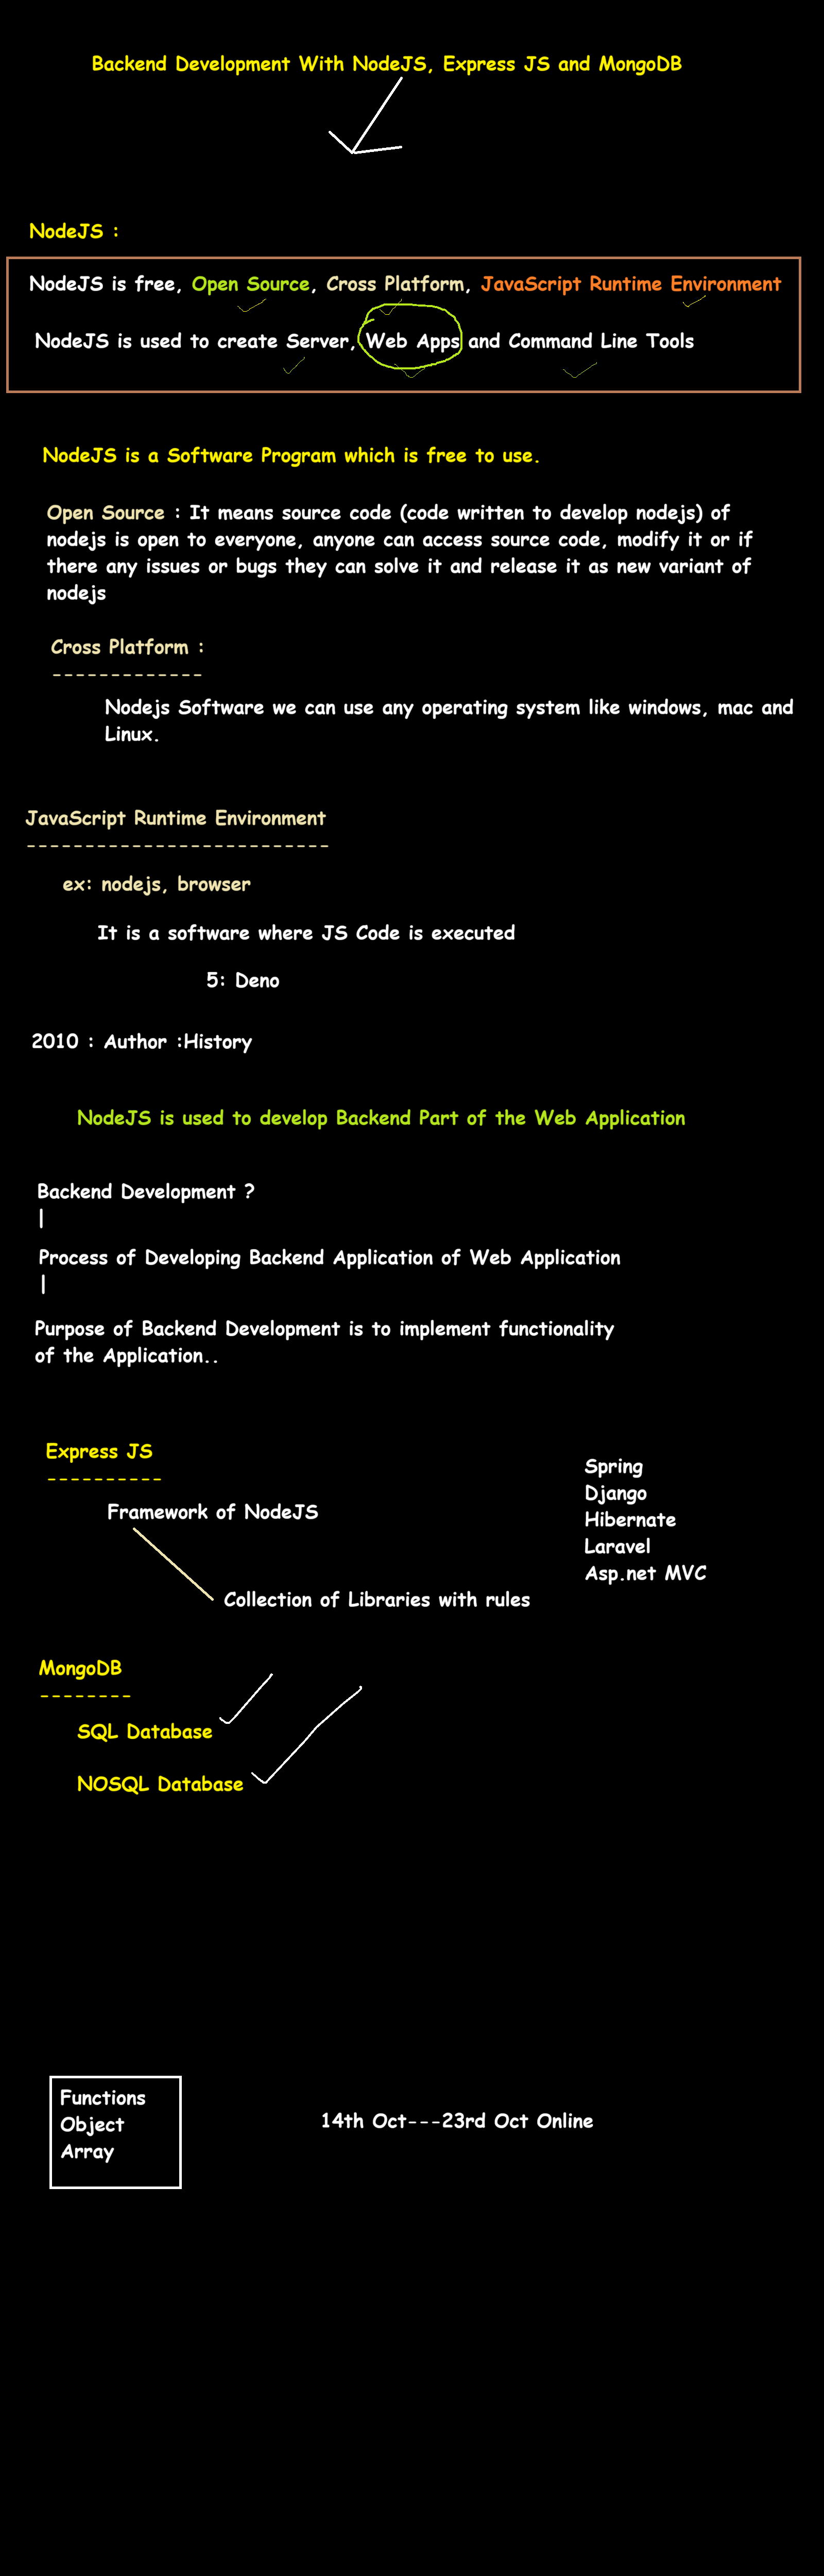 Backend Development With NodeJS, Express JS and MongoDB
NodeJS :
NodeJS is free, Open Source, Cross Platform, JavaScript Runtime Environment
NodeJS is used to create Server, Web Apps and Command Line Tools
NodeJS is a Software Program which is free to use.
Open Source : It means source code (code written to develop nodejs) of
nodejs is open to everyone, anyone can access source code, modify it or if
there any issues or bugs they can solve it and release it as new variant of
nodejs
Cross Platform :
-------------
Nodejs Software we can use any operating system like windows, mac and
Linux.
JavaScript Runtime Environment
--------------------------
ex: nodejs, browser
It is a software where JS Code is executed
5: Deno
2010 : Author :History
NodeJS is used to develop Backend Part of the Web Application
Backend Development ?
|
Process of Developing Backend Application of Web Application
|
Purpose of Backend Development is to implement functionality
of the Application..
Express JS
----------
Framework of NodeJS
Collection of Libraries with rules
Spring
Django
Hibernate
Laravel
Asp.net MVC
MongoDB
--------
SQL Database
NOSQL Database
Functions
Object
Array
14th Oct---23rd Oct Online